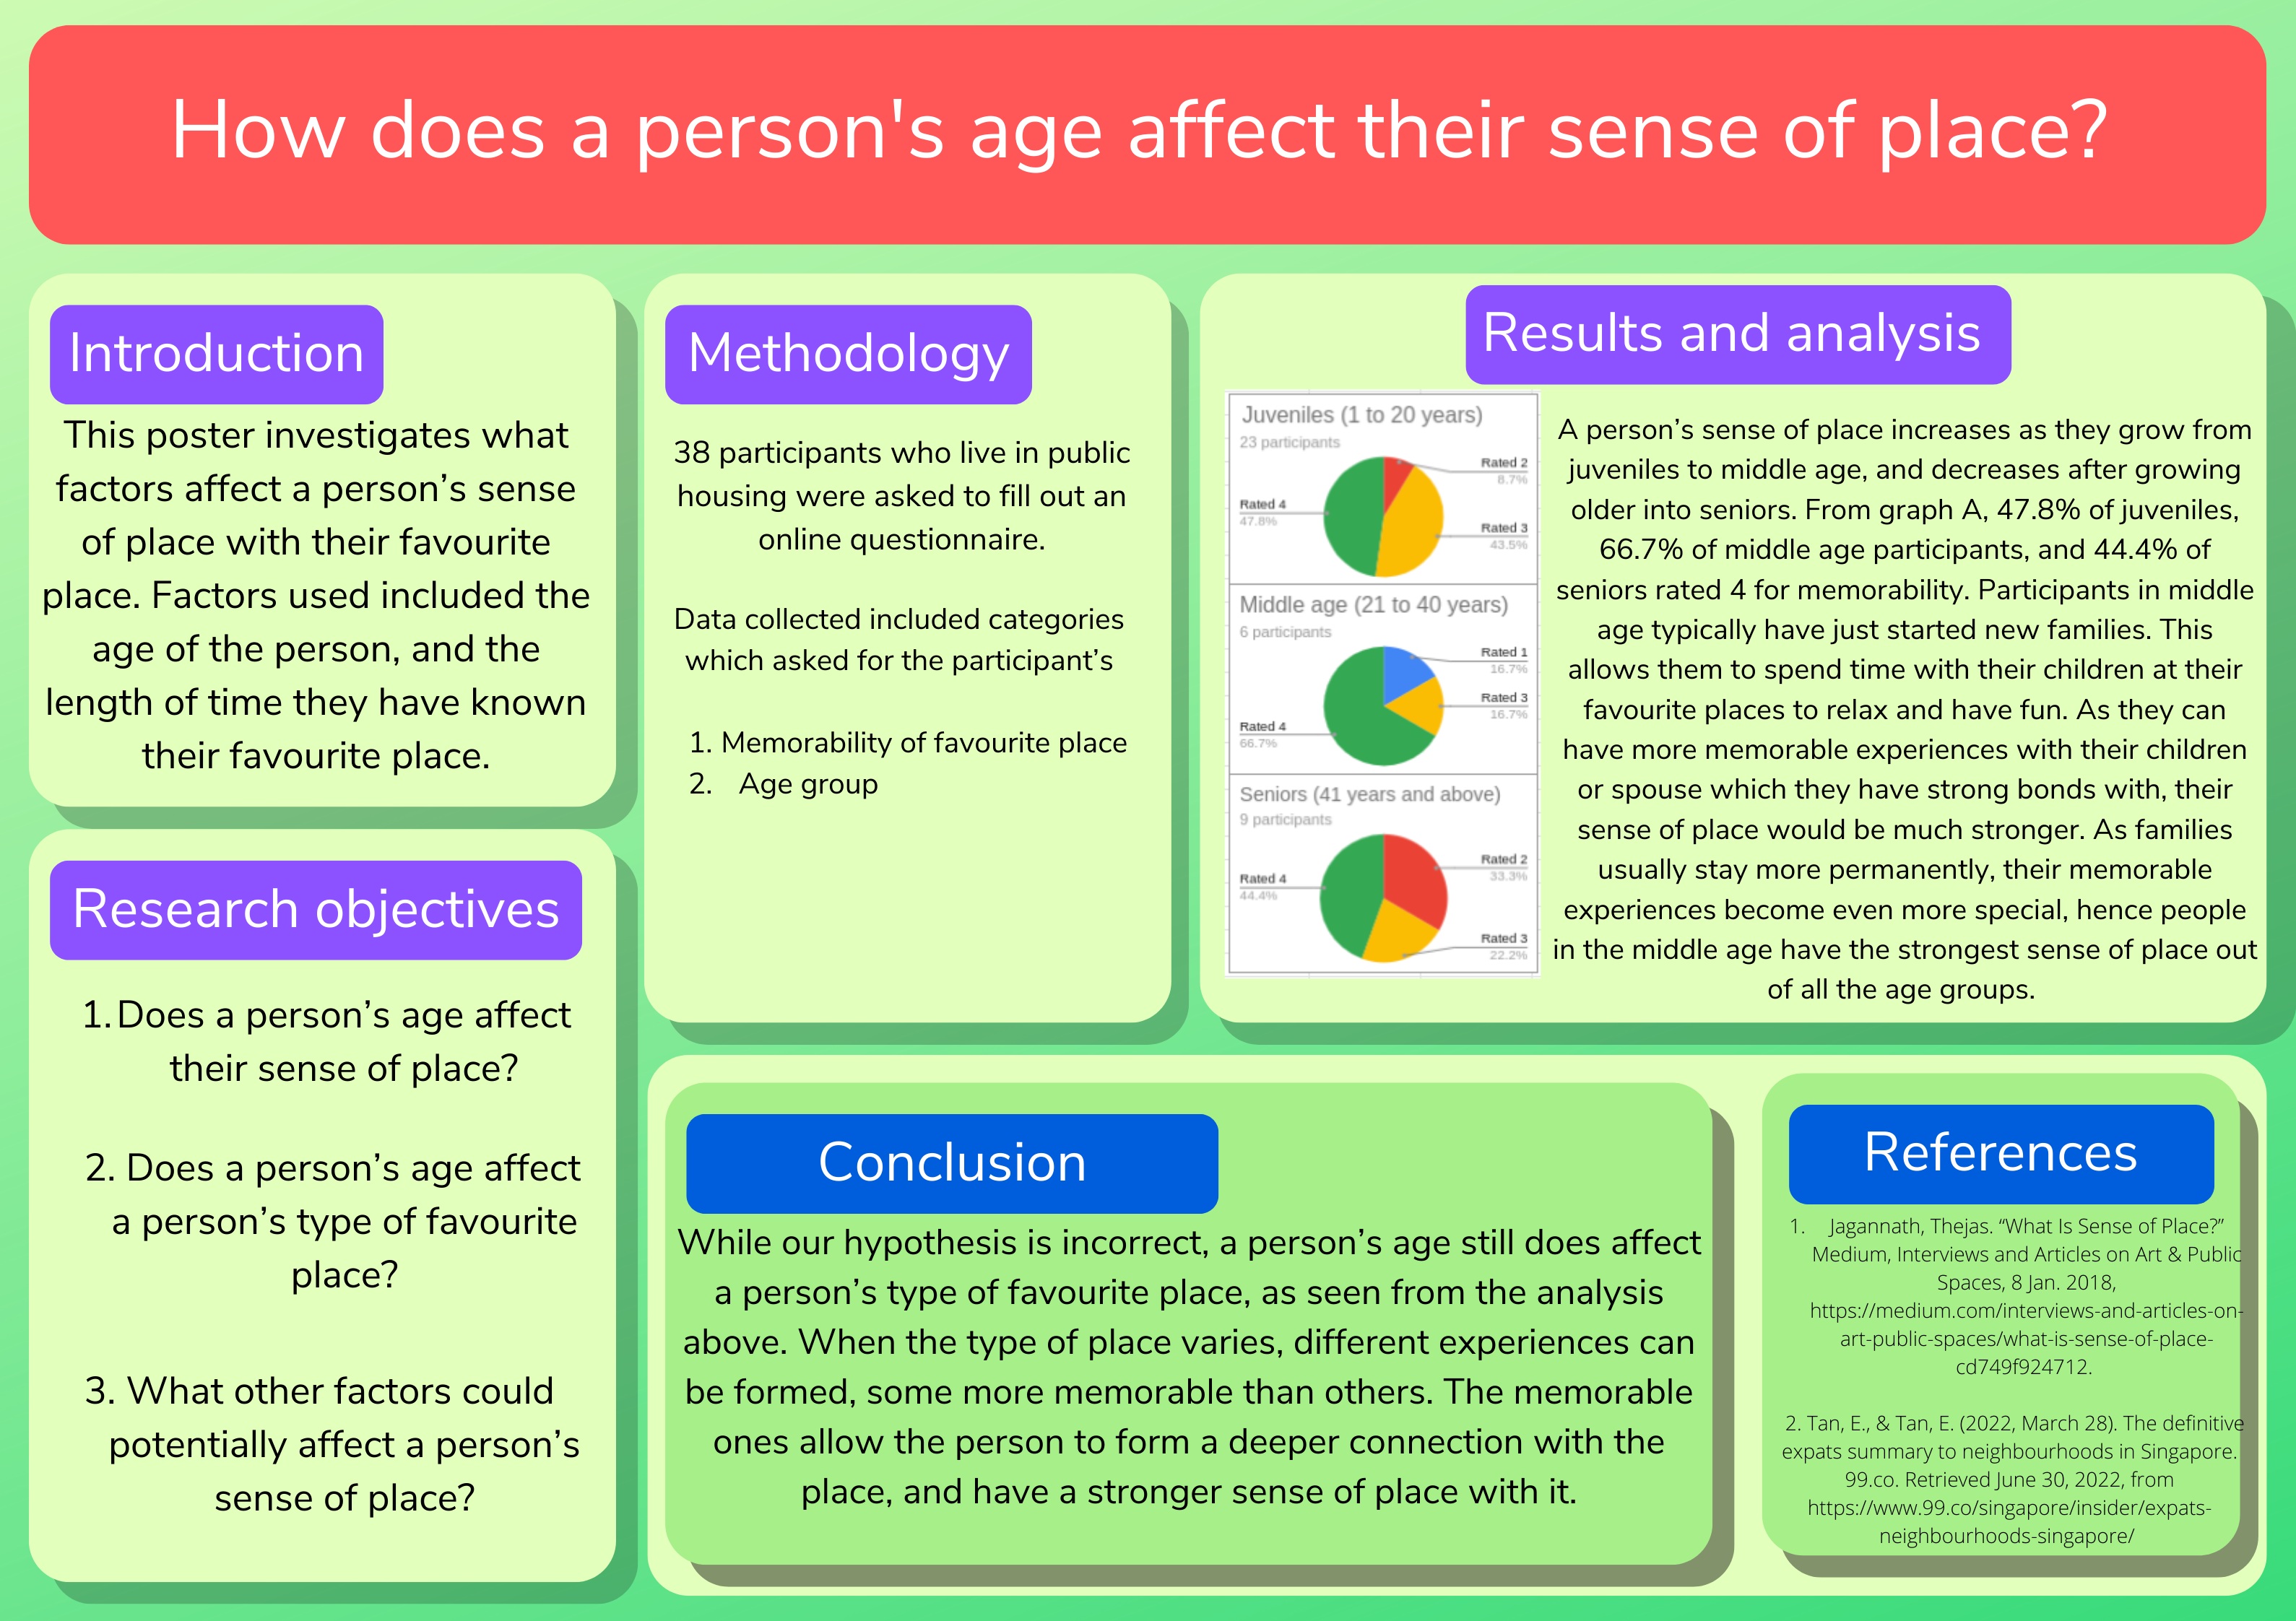 How does a person's age affect their sense of place?
Introduction
This poster investigates what
factors affect a person’s sense
of place with their favourite
place. Factors used included the
age of the person, and the
length of time they have known
their favourite place.
Research objectives
1. Does a person’s age affect
their sense of place?
2. Does a person’s age affect
a person’s type of favourite
place?
3. What other factors could
potentially affect a person’s
sense of place?
Methodology
38 participants who live in public
housing were asked to fill out an
online questionnaire.
Data collected included categories
which asked for the participant’s
1. Memorability of favourite place
2. Age group
Results and analysis
Juveniles (1 to 20 years)
23 participants
Rated 2
8.7%
Rated 4
47.8%
Rated 3
43.5%
Middle age (21 to 40 years)
6 participants
Rated 1
16.7%
Rated 3
16.7%
Rated 4
66.7%
Seniors (41 years and above)
9 participants
Rated 2
33.3%
Rated 4
44.4%
Rated 3
22.2%
A person’s sense of place increases as they grow from
juveniles to middle age, and decreases after growing
older into seniors. From graph A, 47.8% of juveniles,
66.7% of middle age participants, and 44.4% of
seniors rated 4 for memorability. Participants in middle
age typically have just started new families. This
allows them to spend time with their children at their
favourite places to relax and have fun. As they can
have more memorable experiences with their children
or spouse which they have strong bonds with, their
sense of place would be much stronger. As families
usually stay more permanently, their memorable
experiences become even more special, hence people
in the middle age have the strongest sense of place out
of all the age groups.
Conclusion
While our hypothesis is incorrect, a person’s age still does affect
a person’s type of favourite place, as seen from the analysis
above. When the type of place varies, different experiences can
be formed, some more memorable than others. The memorable
ones allow the person to form a deeper connection with the
place, and have a stronger sense of place with it.
References
1. Jagannath, Thejas. “What Is Sense of Place?”
Medium, Interviews and Articles on Art & Public
Spaces, 8 Jan. 2018,
https://medium.com/interviews-and-articles-on-
art-public-spaces/what-is-sense-of-place-
cd749f924712.
2. Tan, E., & Tan, E. (2022, March 28). The definitive
expats summary to neighbourhoods in Singapore.
99.co. Retrieved June 30, 2022, from
https://www.99.co/singapore/insider/expats-
neighbourhoods-singapore/